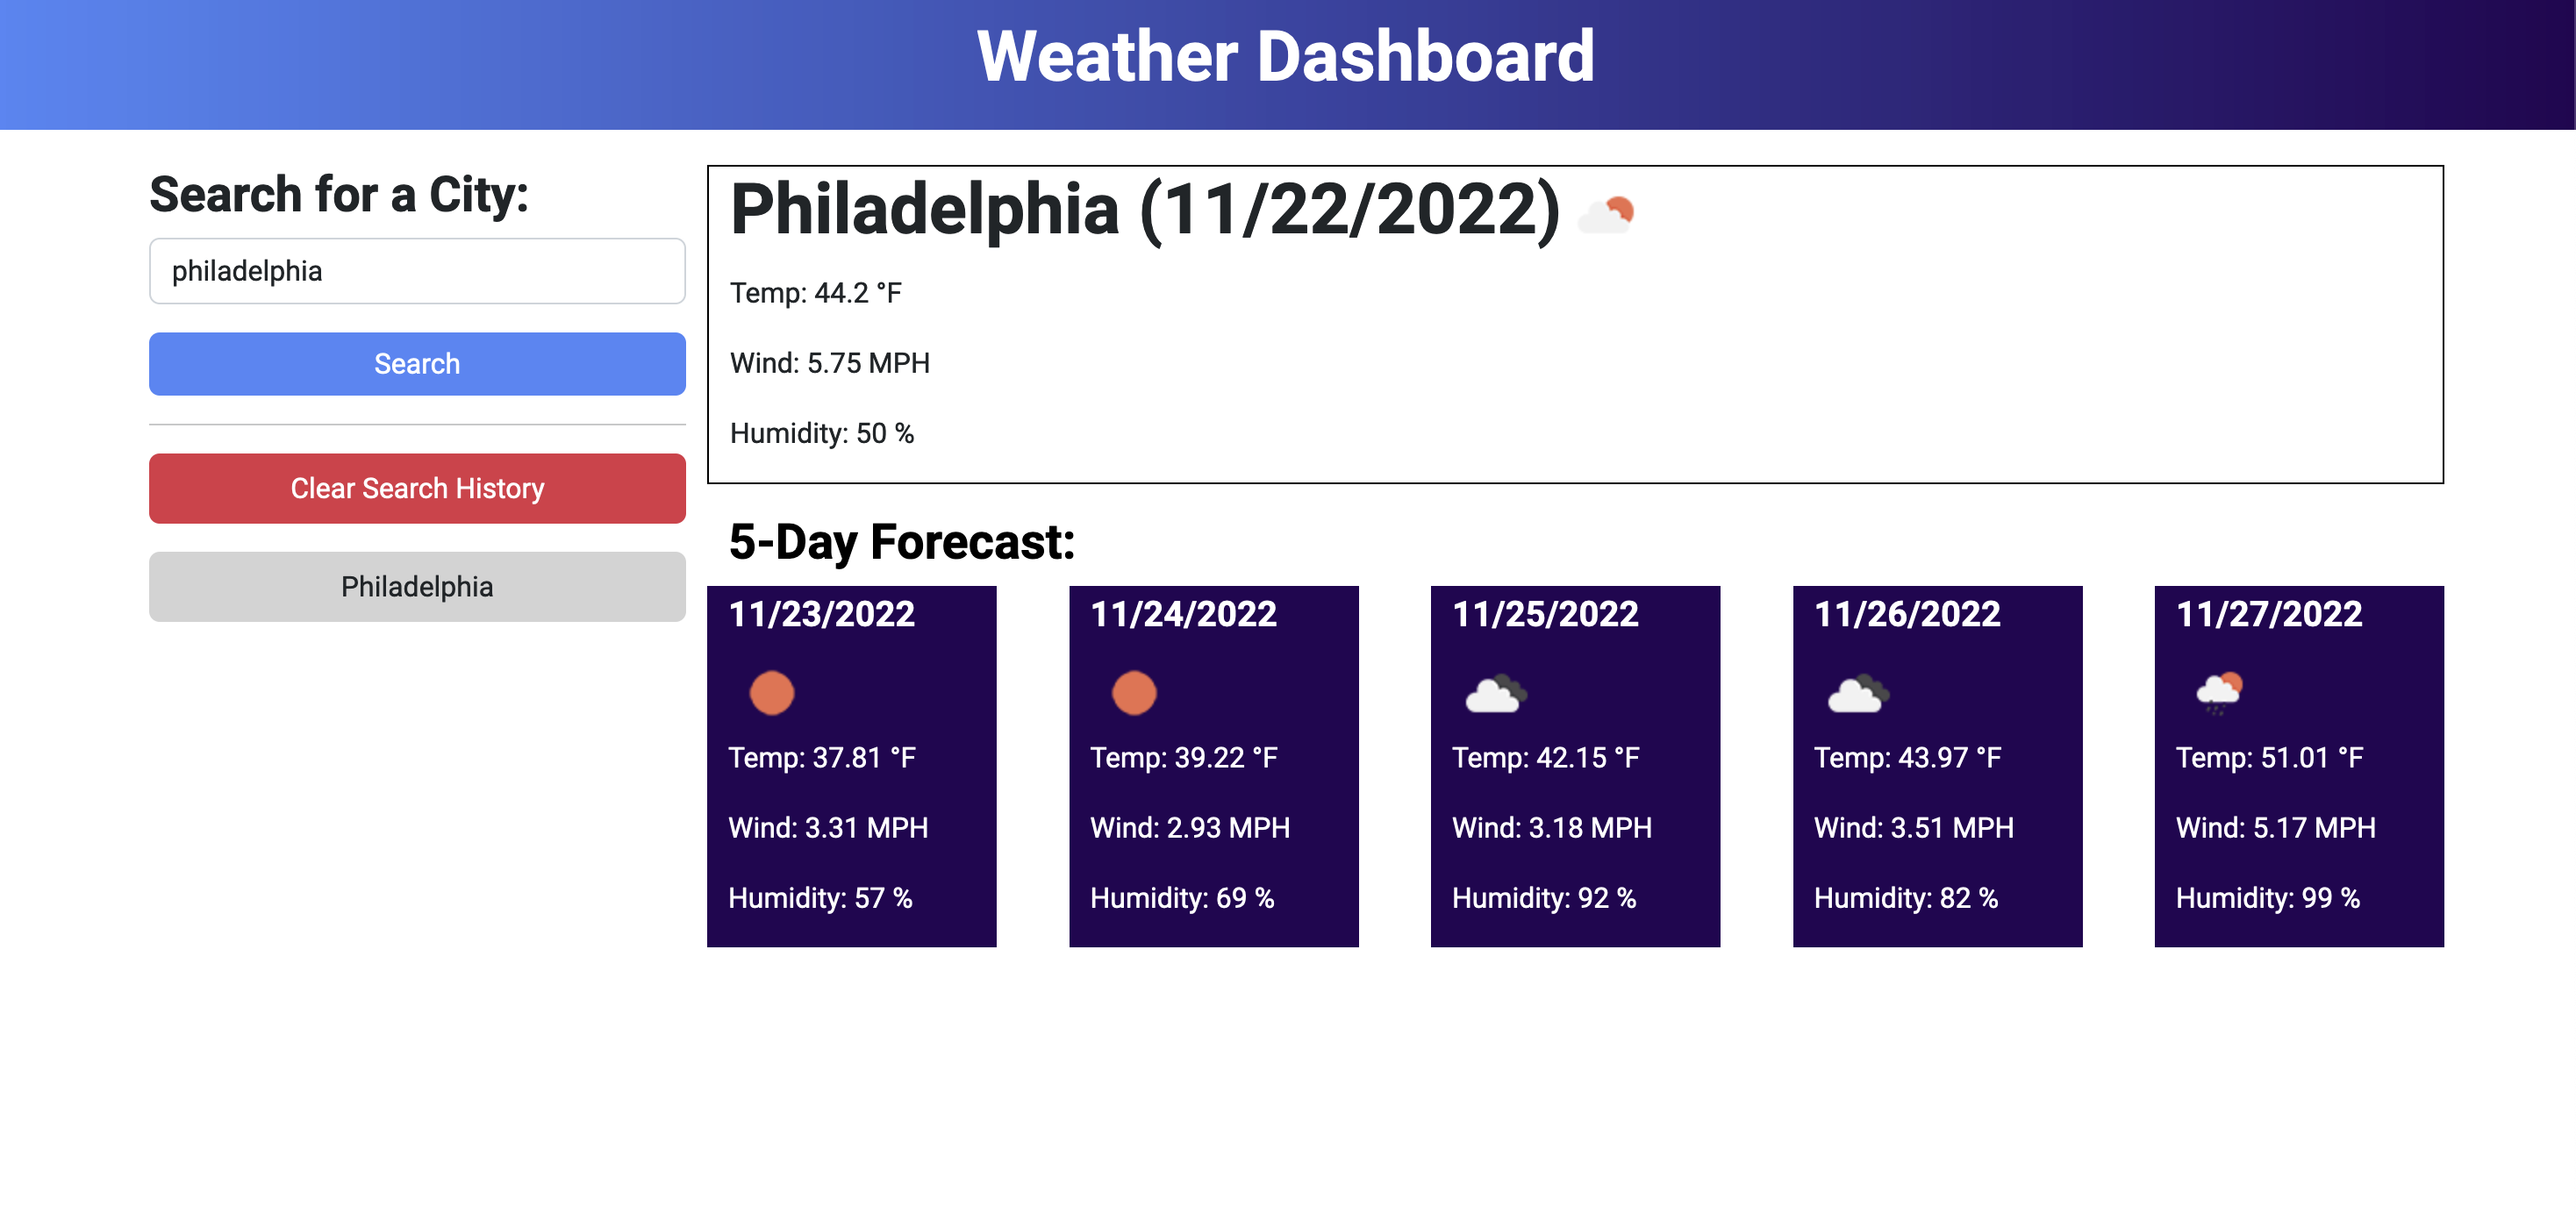 Weather Dashboard
Search for a City:
philadelphia
Search
Clear Search History
Philadelphia
Philadelphia (11/22/2022)
Temp: 44.2 °F
Wind: 5.75 MPH
Humidity: 50 %
5-Day Forecast:
11/23/2022
Temp: 37.81 °F
Wind: 3.31 MPH
Humidity: 57 %
11/24/2022
Temp: 39.22 °F
Wind: 2.93 MPH
Humidity: 69 %
11/25/2022
Temp: 42.15 °F
Wind: 3.18 MPH
Humidity: 92 %
11/26/2022
Temp: 43.97 °F
Wind: 3.51 MPH
Humidity: 82 %
11/27/2022
Temp: 51.01 °F
Wind: 5.17 MPH
Humidity: 99 %